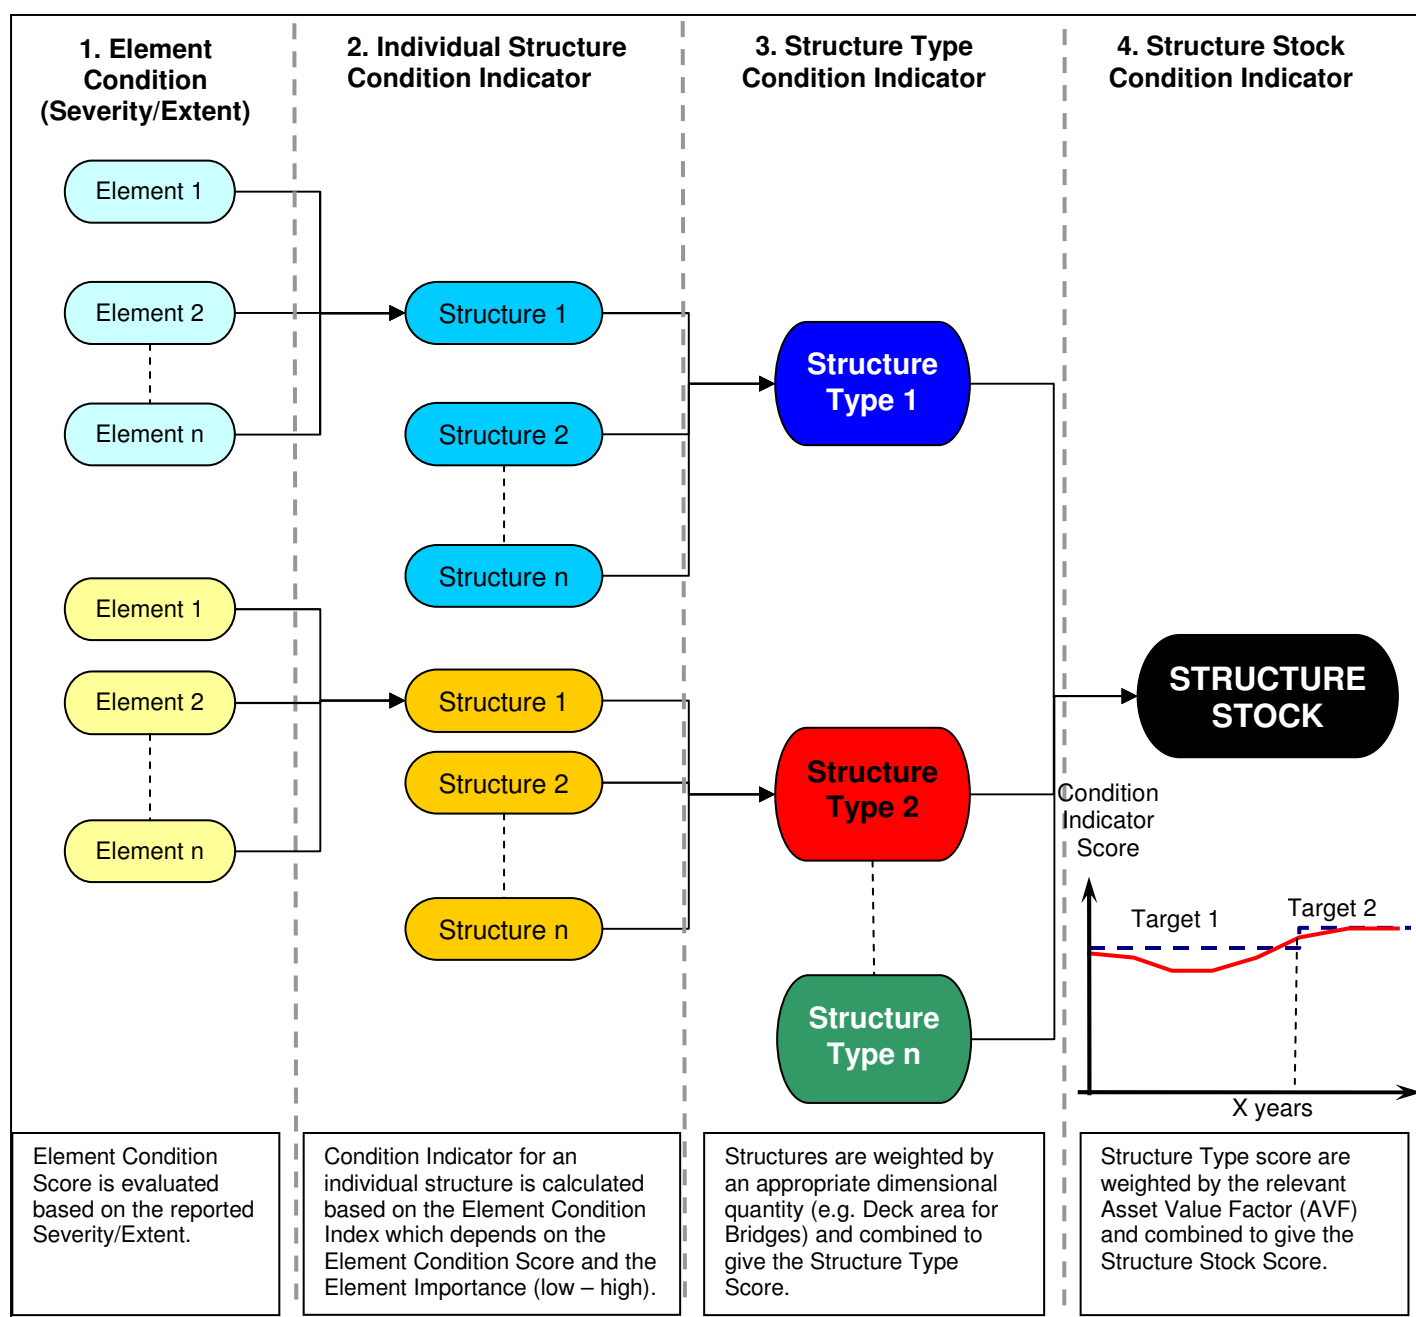 1. Element
Condition
(Severity/Extent)
2. Individual Structure
Condition Indicator
3. Structure Type
Condition Indicator
4. Structure Stock
Condition Indicator
Element 1
Element 2
Element n
Element 1
Element 2
Element n
Structure 1
Structure 2
Structure n
Structure 1
Structure 2
Structure n
Structure
Type 1
Structure
Type 2
Structure
Type n
STRUCTURE
STOCK
Condition
Indicator
Score
Target 1
Target 2
X years
Element Condition
Score is evaluated
based on the reported
Severity/Extent.
Condition Indicator for an
individual structure is calculated
based on the Element Condition
Index which depends on the
Element Condition Score and the
Element Importance (low – high).
Structures are weighted by
an appropriate dimensional
quantity (e.g. Deck area for
Bridges) and combined to
give the Structure Type
Score.
Structure Type score are
weighted by the relevant
Asset Value Factor (AVF)
and combined to give the
Structure Stock Score.